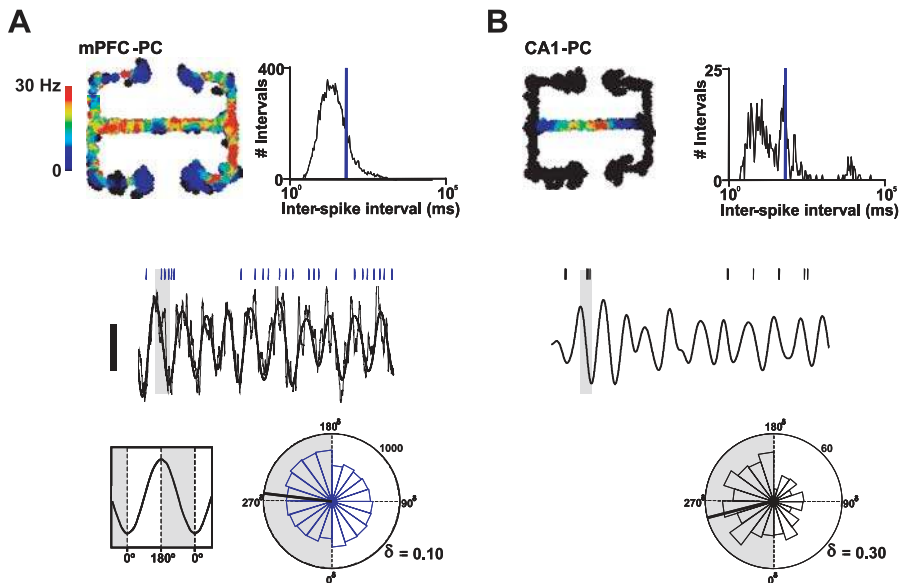 A
B
mPFC-PC
CA1-PC
30 Hz
0
400
# Intervals
0
10⁰
10⁵
Inter-spike interval (ms)
25
# Intervals
0
10⁰
10⁵
Inter-spike interval (ms)
180°
1000
270°
90°
0°
δ = 0.10
0°
180°
0°
180°
60
270°
90°
0°
δ = 0.30